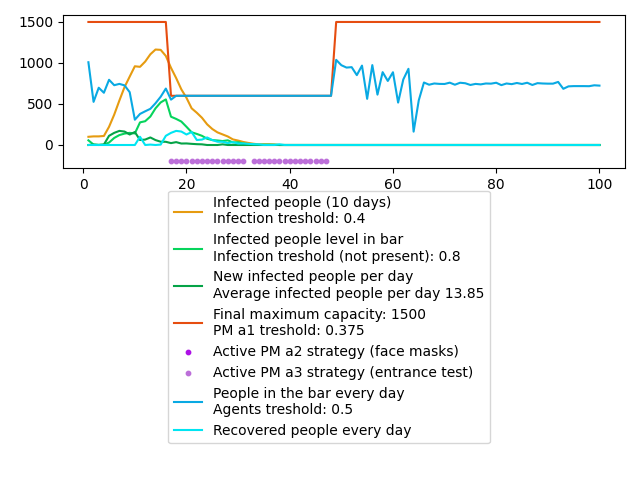 1500
1000
500
0
0 20 40 60 80 100
Infected people (10 days)
Infection treshold: 0.4
Infected people level in bar
Infection treshold (not present): 0.8
New infected people per day
Average infected people per day 13.85
Final maximum capacity: 1500
PM a1 treshold: 0.375
Active PM a2 strategy (face masks)
Active PM a3 strategy (entrance test)
People in the bar every day
Agents treshold: 0.5
Recovered people every day